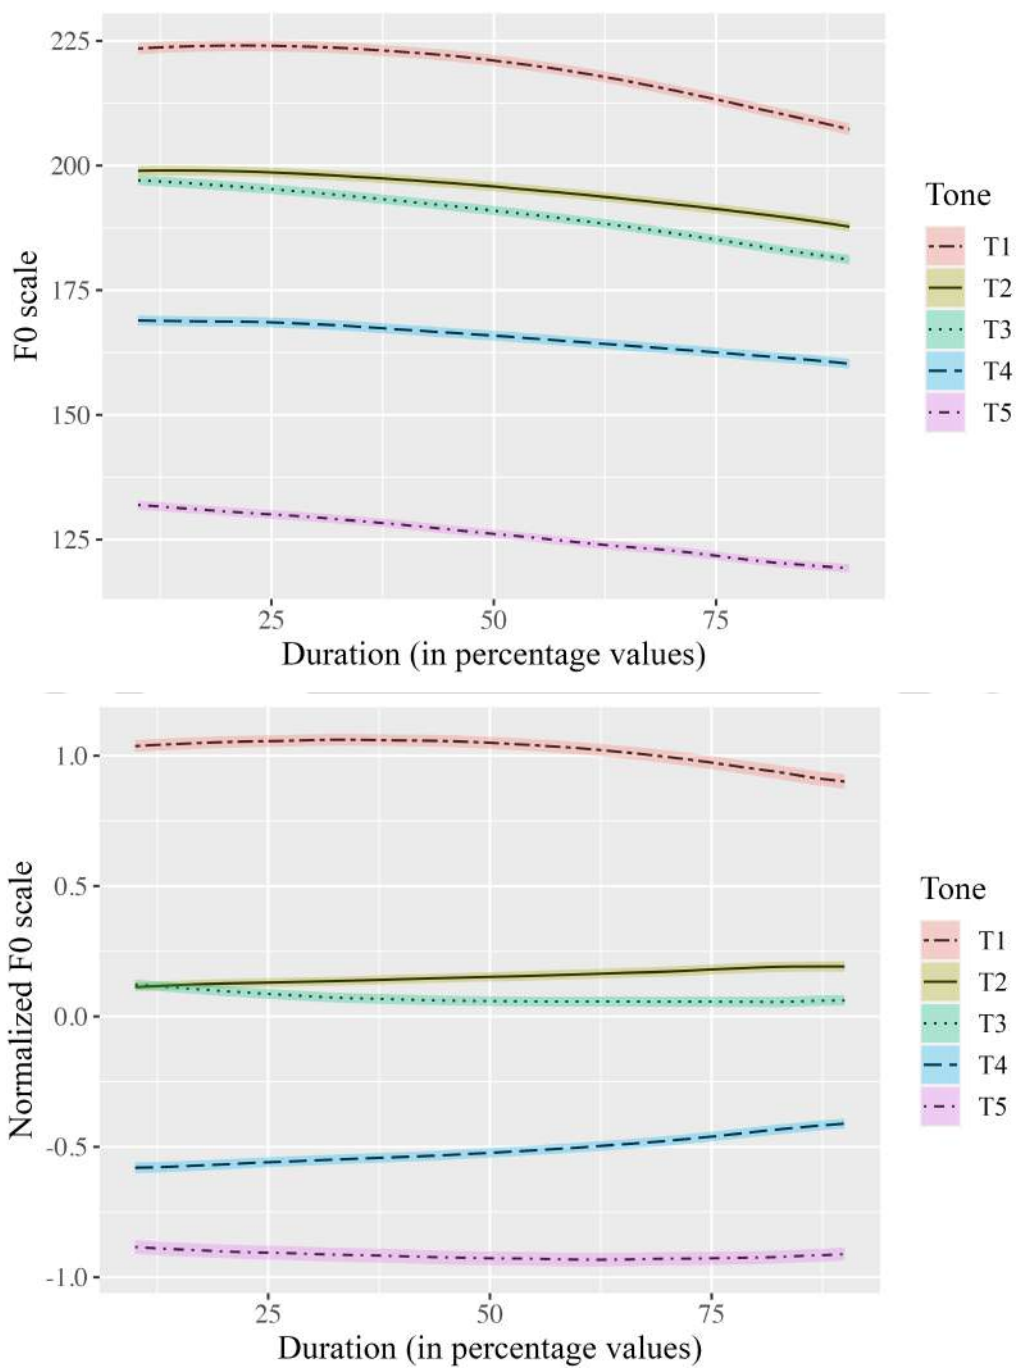 225
200
175
150
125
F0 scale
25 50 75
Duration (in percentage values)
Tone
T1
T2
T3
T4
T5
1.0
0.5
0.0
-0.5
-1.0
Normalized F0 scale
25 50 75
Duration (in percentage values)
Tone
T1
T2
T3
T4
T5